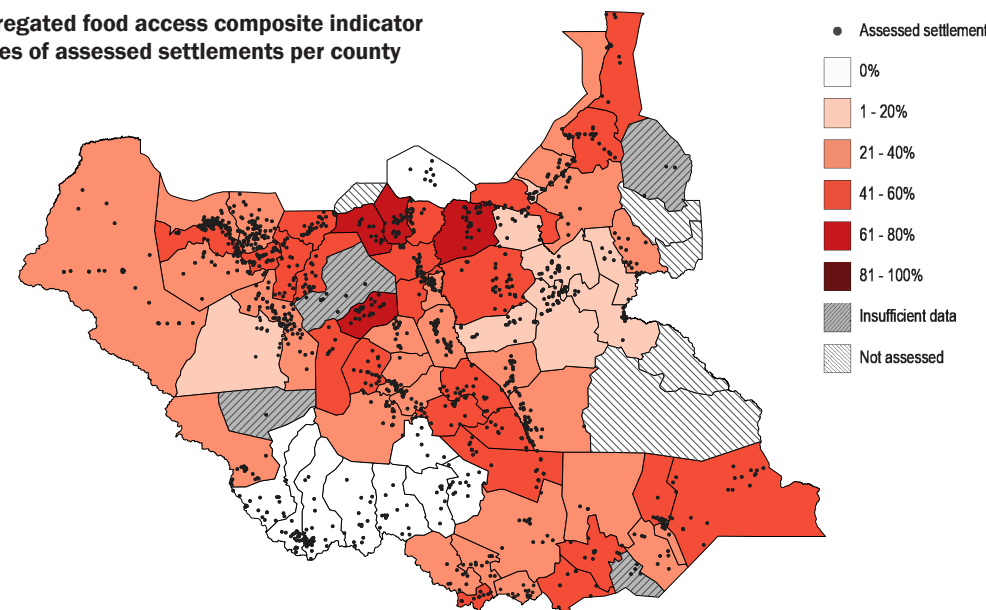 regated food access composite indicator
es of assessed settlements per county
Assessed settlement
0%
1 - 20%
21 - 40%
41 - 60%
61 - 80%
81 - 100%
Insufficient data
Not assessed